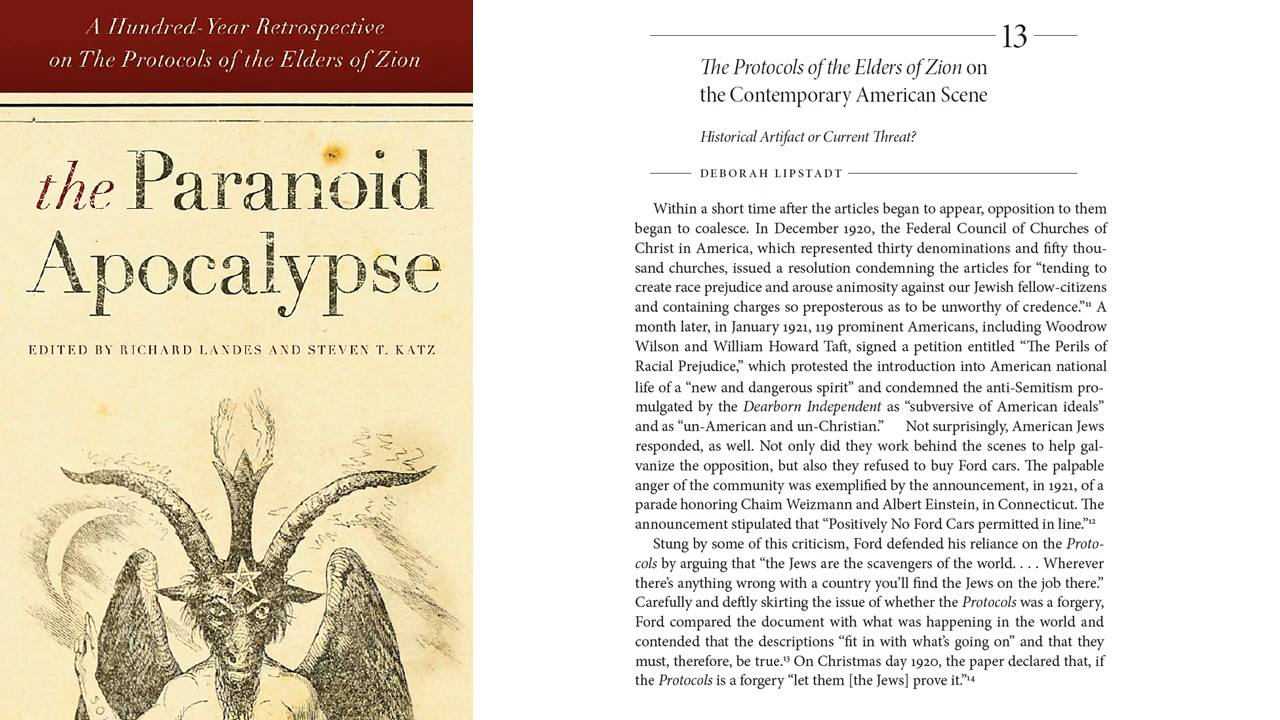 A Hundred-Year Retrospective
on The Protocols of the Elders of Zion
the Paranoid
Apocalypse
EDITED BY RICHARD LANDES AND STEVEN T. KATZ
13
The Protocols of the Elders of Zion on
the Contemporary American Scene
Historical Artifact or Current Threat?
DEBORAH LIPSTADT
Within a short time after the articles began to appear, opposition to them
began to coalesce. In December 1920, the Federal Council of Churches of
Christ in America, which represented thirty denominations and fifty thou-
sand churches, issued a resolution condemning the articles for “tending to
create race prejudice and arouse animosity against our Jewish fellow-citizens
and containing charges so preposterous as to be unworthy of credence.”11 A
month later, in January 1921, 119 prominent Americans, including Woodrow
Wilson and William Howard Taft, signed a petition entitled “The Perils of
Racial Prejudice,” which protested the introduction into American national
life of a “new and dangerous spirit” and condemned the anti-Semitism pro-
mulgated by the Dearborn Independent as “subversive of American ideals”
and as “un-American and un-Christian.” Not surprisingly, American Jews
responded, as well. Not only did they work behind the scenes to help gal-
vanize the opposition, but also they refused to buy Ford cars. The palpable
anger of the community was exemplified by the announcement, in 1921, of a
parade honoring Chaim Weizmann and Albert Einstein, in Connecticut. The
announcement stipulated that “Positively No Ford Cars permitted in line.”12
Stung by some of this criticism, Ford defended his reliance on the Proto-
cols by arguing that “the Jews are the scavengers of the world. . . . Wherever
there’s anything wrong with a country you’ll find the Jews on the job there.”
Carefully and deftly skirting the issue of whether the Protocols was a forgery,
Ford compared the document with what was happening in the world and
contended that the descriptions “fit in with what’s going on” and that they
must, therefore, be true.13 On Christmas day 1920, the paper declared that, if
the Protocols is a forgery “let them [the Jews] prove it.”14